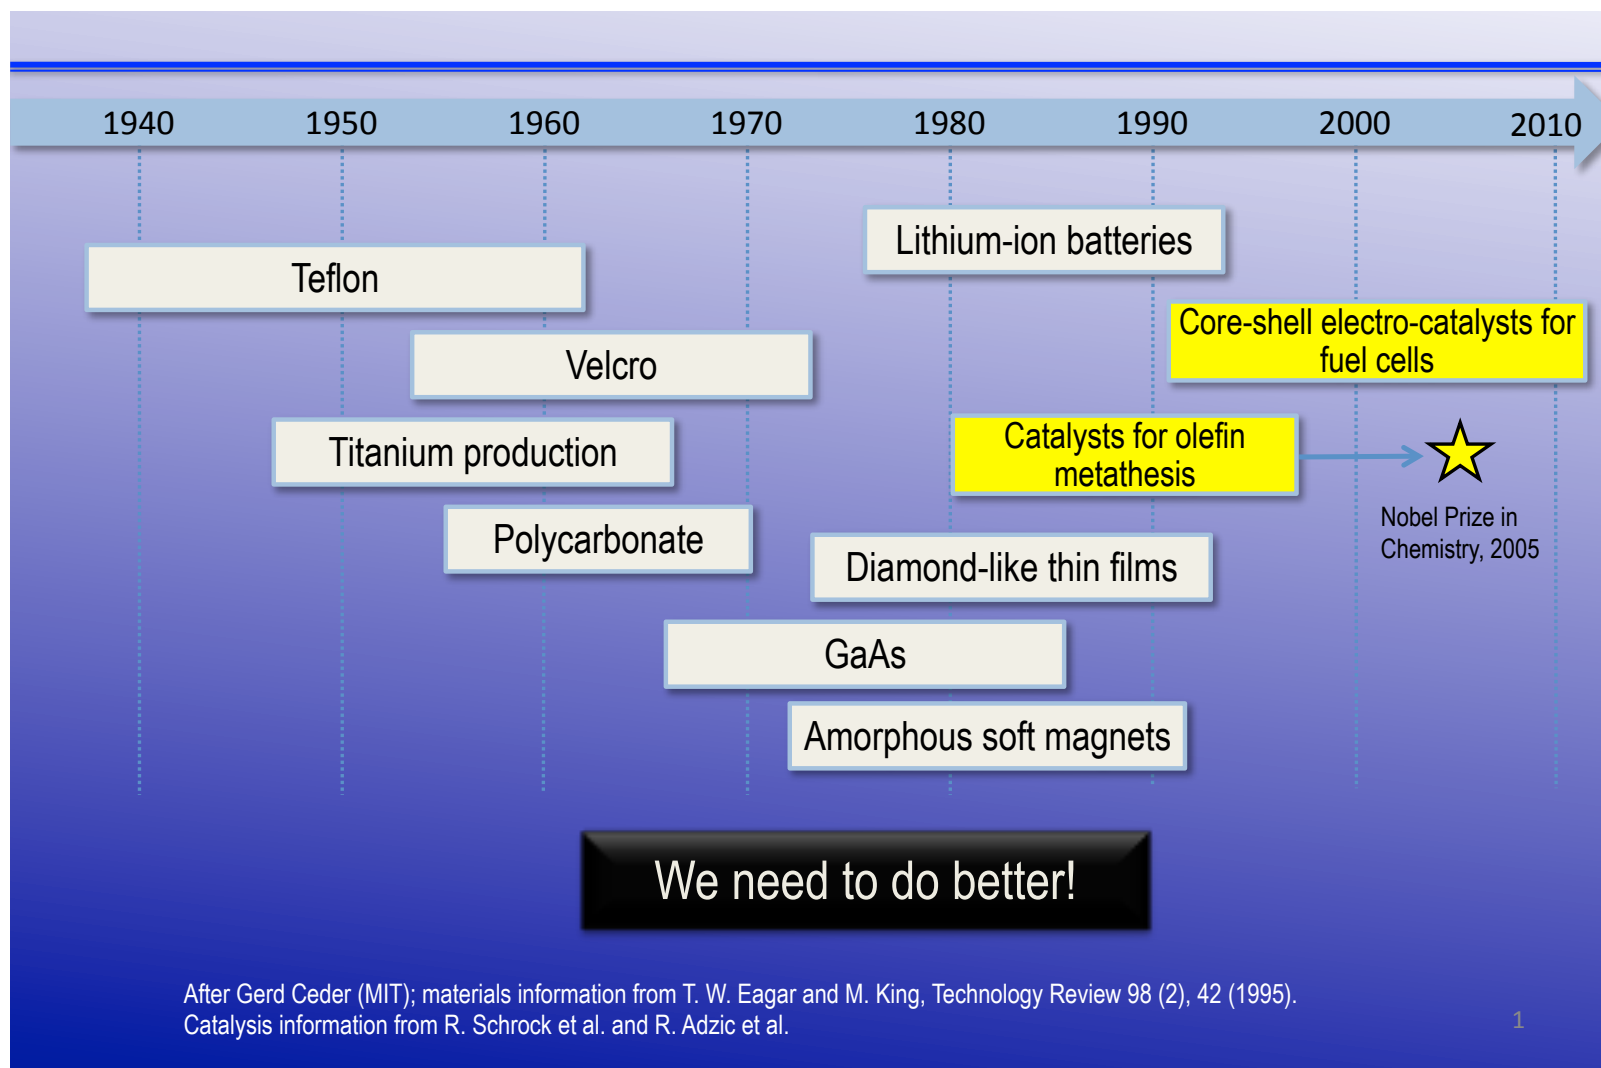 1940 1950 1960 1970 1980 1990 2000 2010
Lithium-ion batteries
Teflon
Core-shell electro-catalysts for
fuel cells
Velcro
Catalysts for olefin
metathesis
Titanium production
Nobel Prize in
Chemistry, 2005
Polycarbonate
Diamond-like thin films
GaAs
Amorphous soft magnets
We need to do better!
After Gerd Ceder (MIT); materials information from T. W. Eagar and M. King, Technology Review 98 (2), 42 (1995).
Catalysis information from R. Schrock et al. and R. Adzic et al.
1